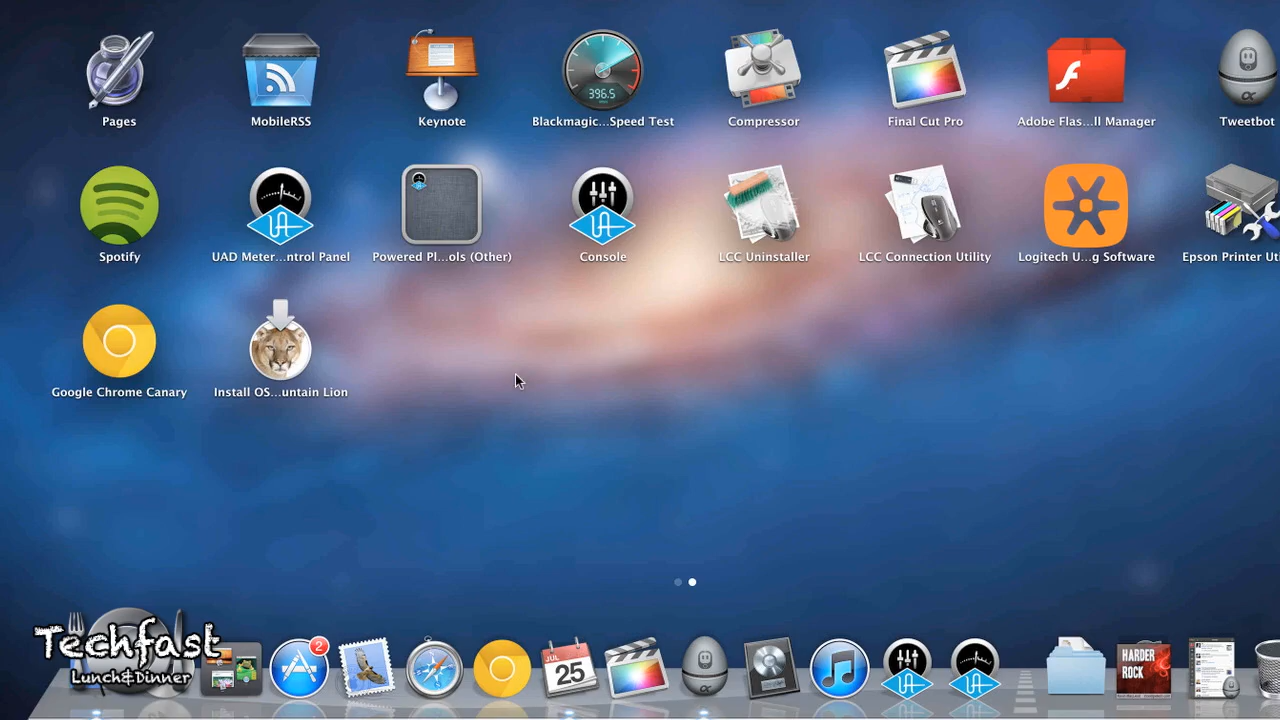 Pages
MobileRSS
Keynote
396.5
Blackmagic...Speed Test
Compressor
Final Cut Pro
Adobe Flas...ll Manager
Tweetbot
Spotify
UAD Meter...ntrol Panel
Powered Pl...ols (Other)
Console
LCC Uninstaller
LCC Connection Utility
Logitech U...g Software
Epson Printer Uti
Google Chrome Canary
Install OS...untain Lion
Techfast
Lunch&Dinner
2
JUL
25
HARDER
ROCK